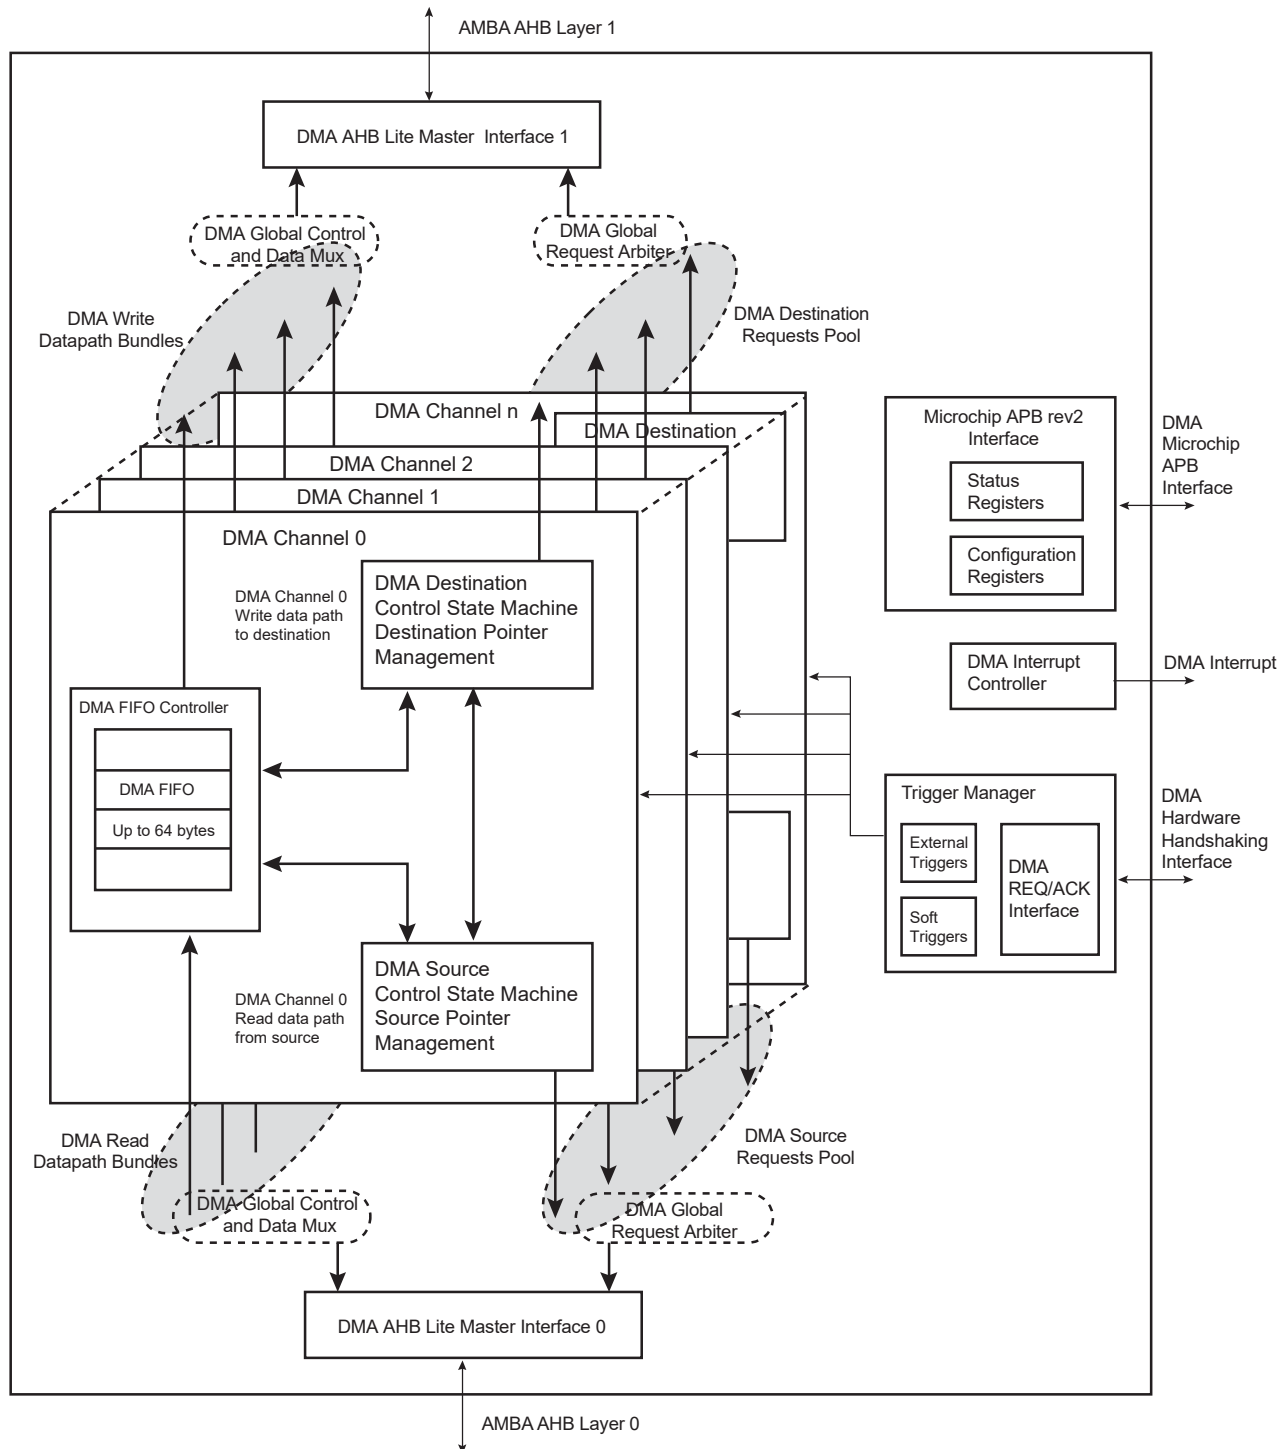 AMBA AHB Layer 1
DMA AHB Lite Master Interface 1
DMA Global Control
and Data Mux
DMA Global
Request Arbiter
DMA Write
Datapath Bundles
DMA Destination
Requests Pool
DMA Channel n
DMA Destination
DMA Channel 2
DMA Channel 1
DMA Channel 0
DMA Channel 0
Write data path
to destination
DMA Destination
Control State Machine
Destination Pointer
Management
DMA FIFO Controller
DMA FIFO
Up to 64 bytes
DMA Channel 0
Read data path
from source
DMA Source
Control State Machine
Source Pointer
Management
Microchip APB rev2
Interface
Status
Registers
Configuration
Registers
DMA
Microchip
APB
Interface
DMA Interrupt
Controller
DMA Interrupt
Trigger Manager
External
Triggers
Soft
Triggers
DMA
REQ/ACK
Interface
DMA
Hardware
Handshaking
Interface
DMA Read
Datapath Bundles
DMA Source
Requests Pool
DMA Global Control
and Data Mux
DMA Global
Request Arbiter
DMA AHB Lite Master Interface 0
AMBA AHB Layer 0